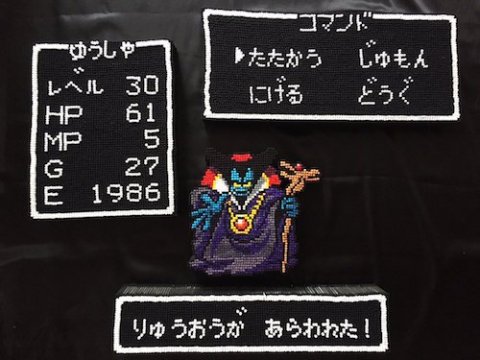 ゆうしゃ
レベル 30
HP 61
MP 5
G 27
E 1986
コマンド
▶たたかう じゅもん
にげる どうぐ
りゅうおうが あらわれた!